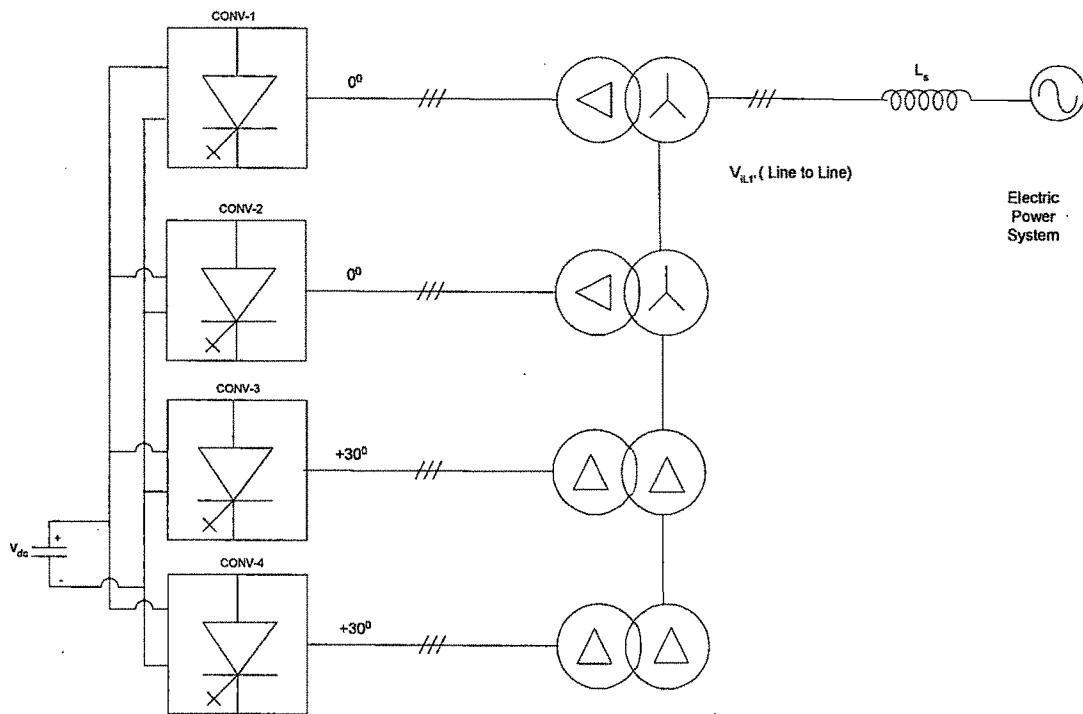 CONV-1
0⁰
L_s
V_iL1, ( Line to Line)
Electric
Power
System
CONV-2
0⁰
CONV-3
+30⁰
V_dc
+
-
CONV-4
+30⁰